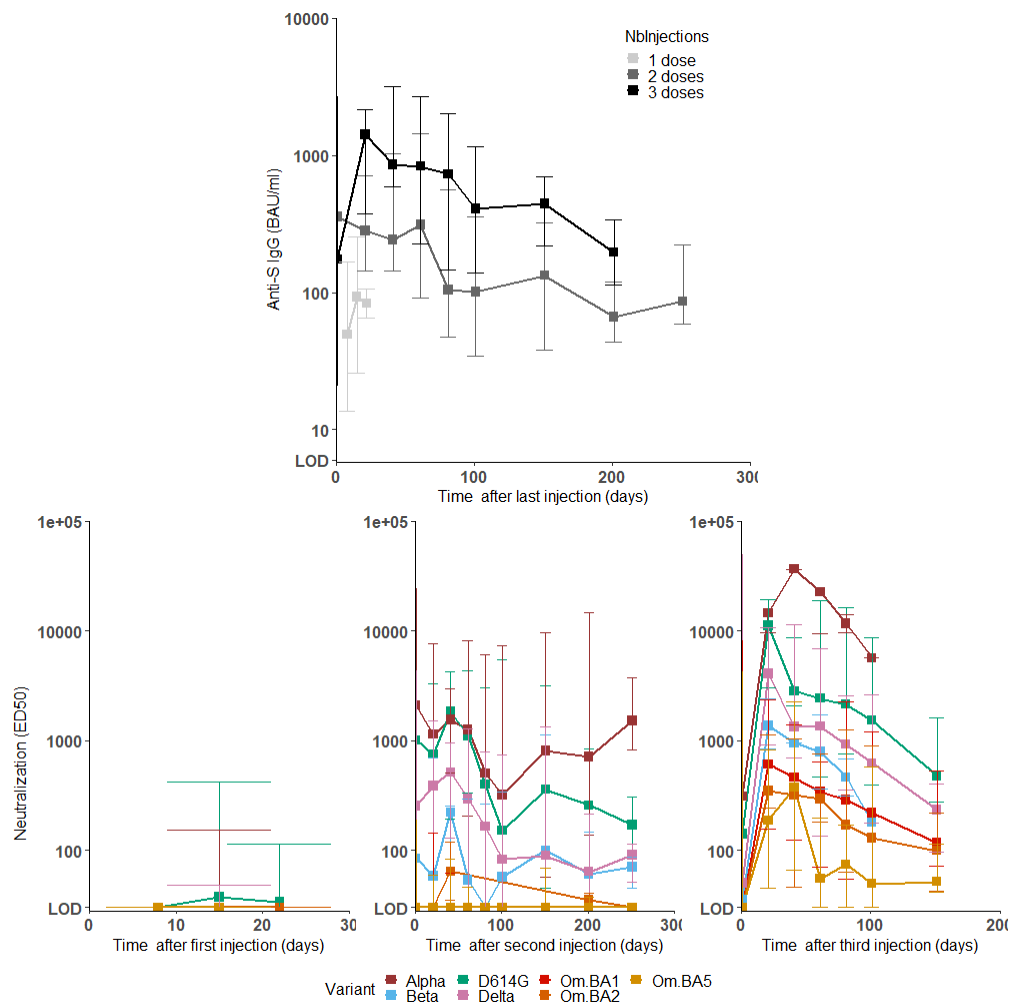 10000
1000
100
10
LOD
Anti-S IgG (BAU/ml)
NbInjections
1 dose
2 doses
3 doses
0 100 200 300
Time after last injection (days)
Neutralization (ED50)
1e+05
10000
1000
100
LOD
0 10 20 30
Time after first injection (days)
1e+05
10000
1000
100
LOD
0 100 200 300
Time after second injection (days)
1e+05
10000
1000
100
LOD
0 100 200
Time after third injection (days)
Variant
Alpha D614G Om.BA1 Om.BA5
Beta Delta Om.BA2